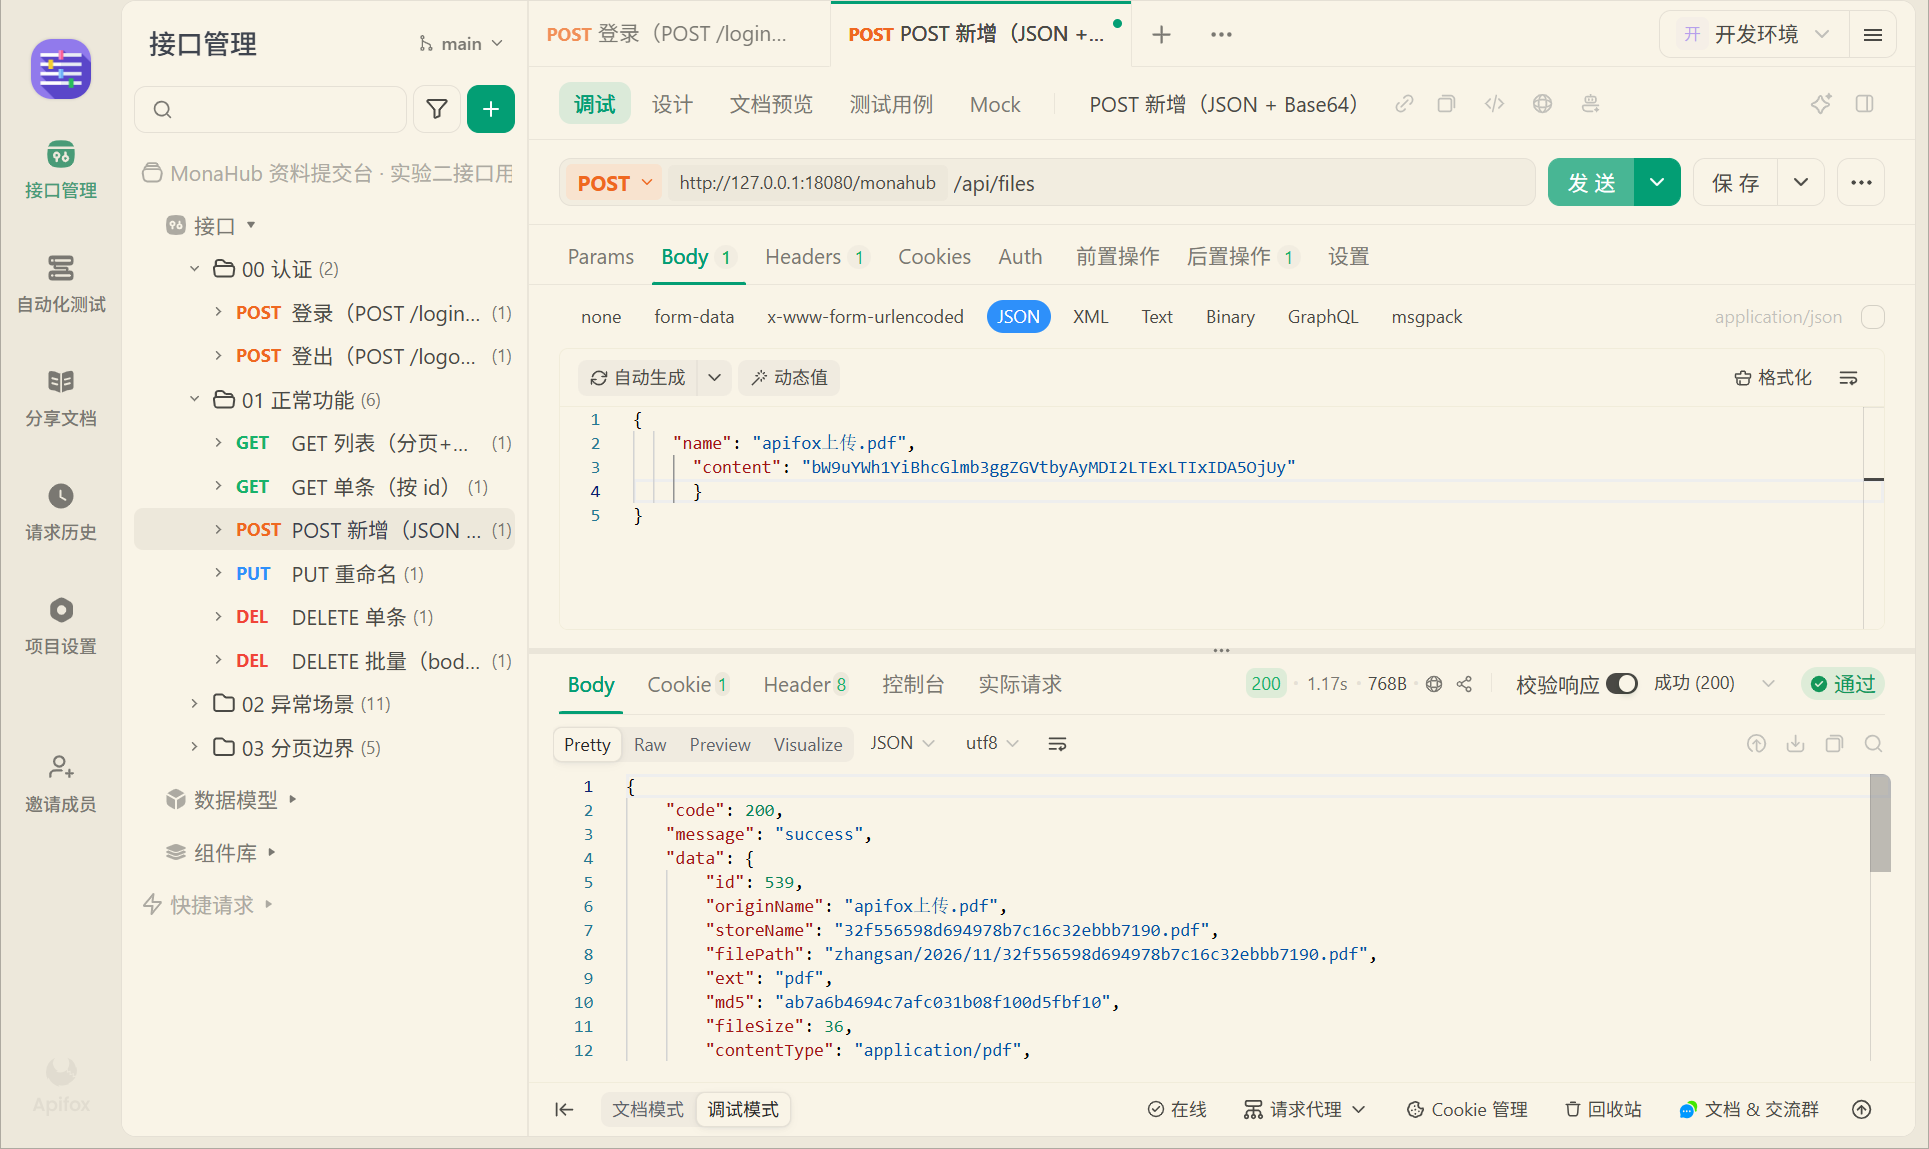 接口管理
自动化测试
分享文档
请求历史
项目设置
邀请成员
Apifox
接口管理
main
MonaHub 资料提交台 · 实验二接口用
接口
00 认证 (2)
POST 登录（POST /login... (1)
POST 登出（POST /logo... (1)
01 正常功能 (6)
GET GET 列表（分页+... (1)
GET GET 单条（按 id） (1)
POST POST 新增（JSON ... (1)
PUT PUT 重命名 (1)
DEL DELETE 单条 (1)
DEL DELETE 批量（bod... (1)
02 异常场景 (11)
03 分页边界 (5)
数据模型
组件库
快捷请求
POST 登录（POST /login... POST POST 新增（JSON +... 开 开发环境
调试 设计 文档预览 测试用例 Mock POST 新增（JSON + Base64）
POST http://127.0.0.1:18080/monahub /api/files 发 送 保 存
Params Body 1 Headers 1 Cookies Auth 前置操作 后置操作 1 设置
none form-data x-www-form-urlencoded JSON XML Text Binary GraphQL msgpack application/json
自动生成 动态值 格式化
1 {
2 "name": "apifox上传.pdf",
3 "content": "bW9uYWh1YiBhcGlmb3ggZGVtbyAyMDI2LTExLTIxIDA5OjUy"
4 }
5 }
Body Cookie 1 Header 8 控制台 实际请求 200 · 1.17s · 768B 校验响应 成功 (200) 通过
Pretty Raw Preview Visualize JSON utf8
1 {
2 "code": 200,
3 "message": "success",
4 "data": {
5 "id": 539,
6 "originName": "apifox上传.pdf",
7 "storeName": "32f556598d694978b7c16c32ebbb7190.pdf",
8 "filePath": "zhangsan/2026/11/32f556598d694978b7c16c32ebbb7190.pdf",
9 "ext": "pdf",
10 "md5": "ab7a6b4694c7afc031b08f100d5fbf10",
11 "fileSize": 36,
12 "contentType": "application/pdf",
文档模式 调试模式 在线 请求代理 Cookie 管理 回收站 文档 & 交流群